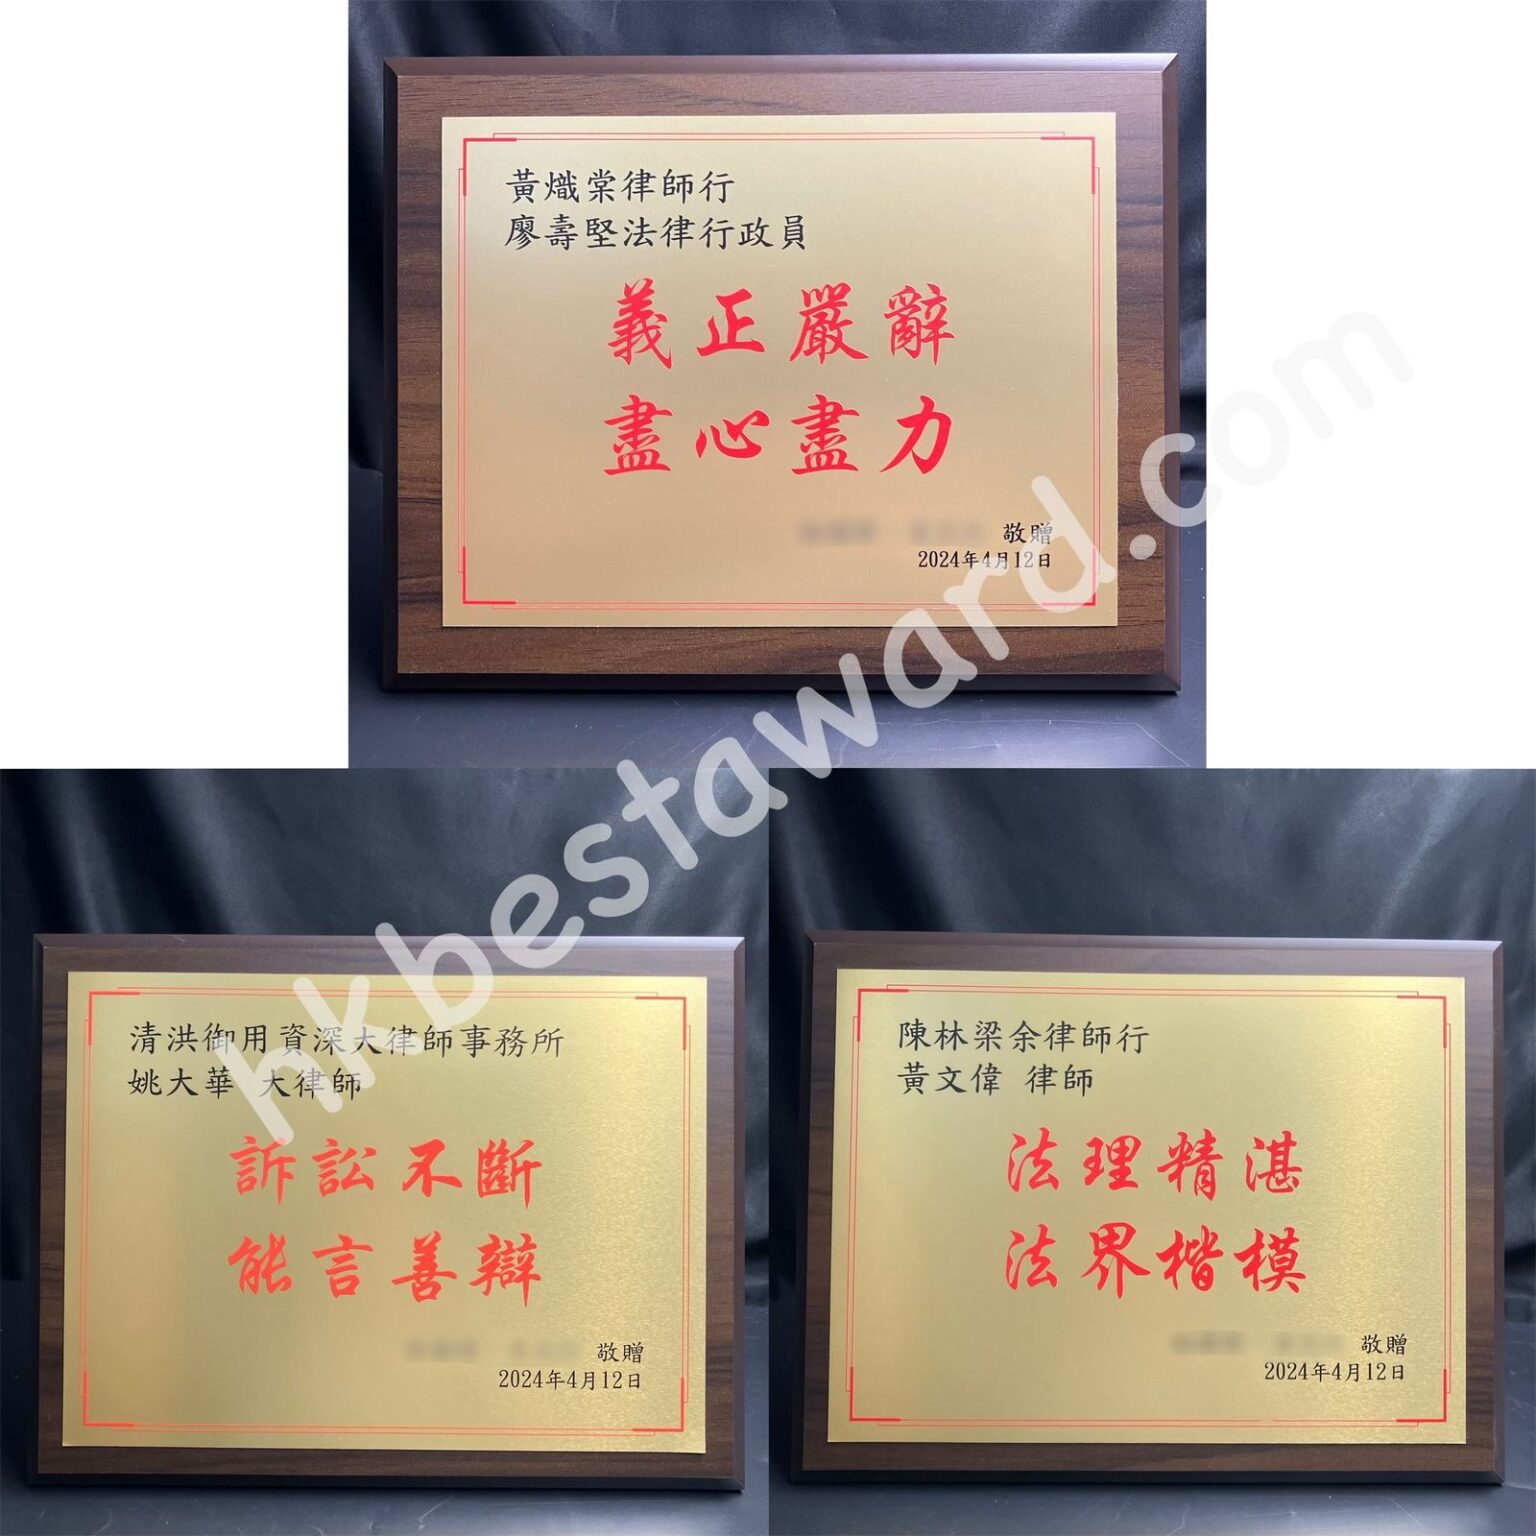 黃熾棠律師行
廖壽堅法律行政員
義正嚴辭
盡心盡力
敬贈
2024年4月12日
hkbestaward.com
清洪御用資深大律師事務所
姚大華 大律師
訴訟不斷
能言善辯
敬贈
2024年4月12日
陳林梁余律師行
黃文偉 律師
法理精湛
法界楷模
敬贈
2024年4月12日